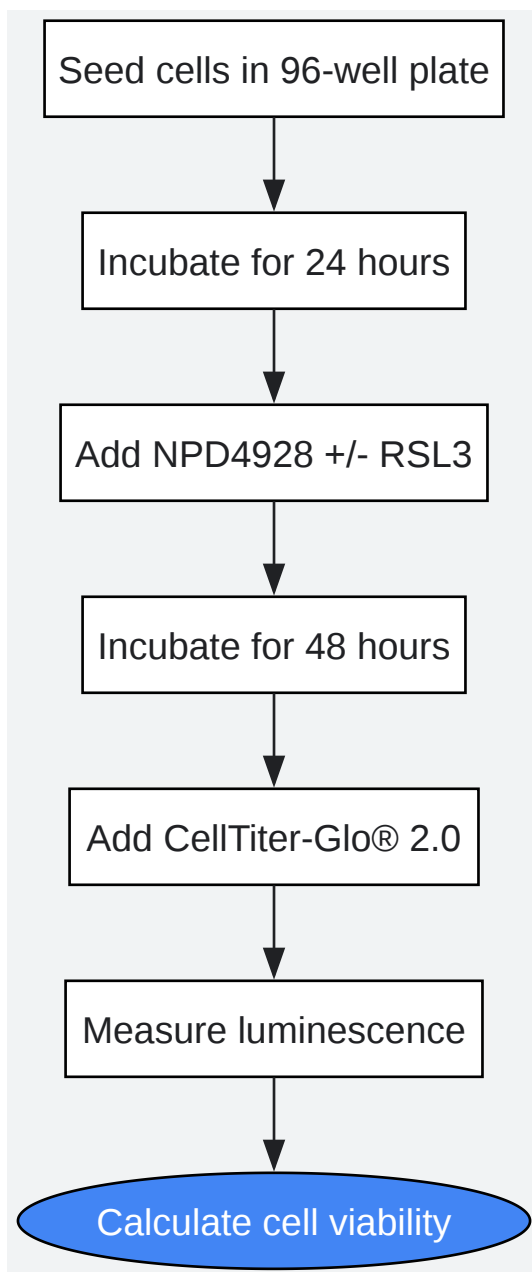 Seed cells in 96-well plate
Incubate for 24 hours
Add NPD4928 +/- RSL3
Incubate for 48 hours
Add CellTiter-Glo® 2.0
Measure luminescence
Calculate cell viability